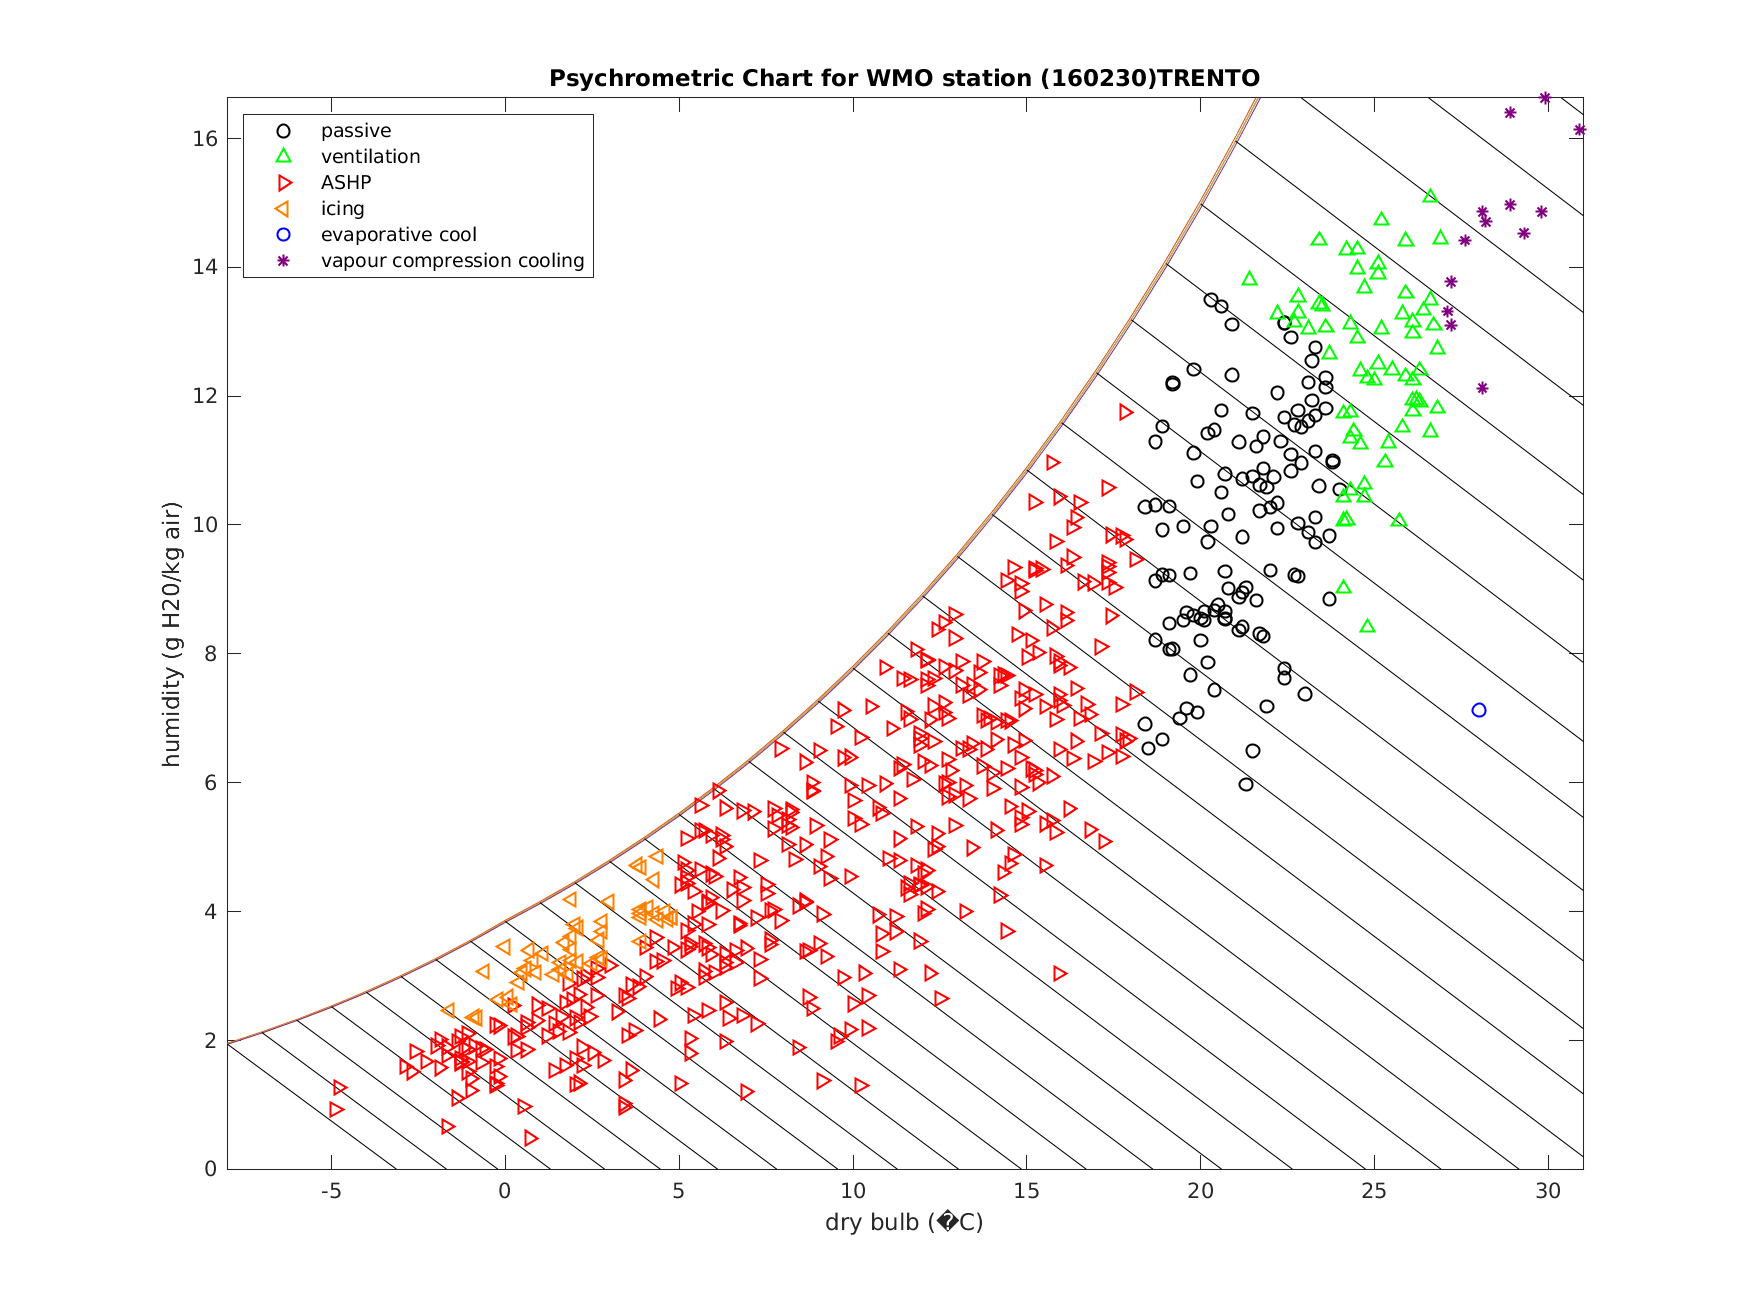 Psychrometric Chart for WMO station (160230)TRENTO
passive
ventilation
ASHP
icing
evaporative cool
vapour compression cooling
humidity (g H20/kg air)
16
14
12
10
8
6
4
2
0
-5 0 5 10 15 20 25 30
dry bulb (�C)